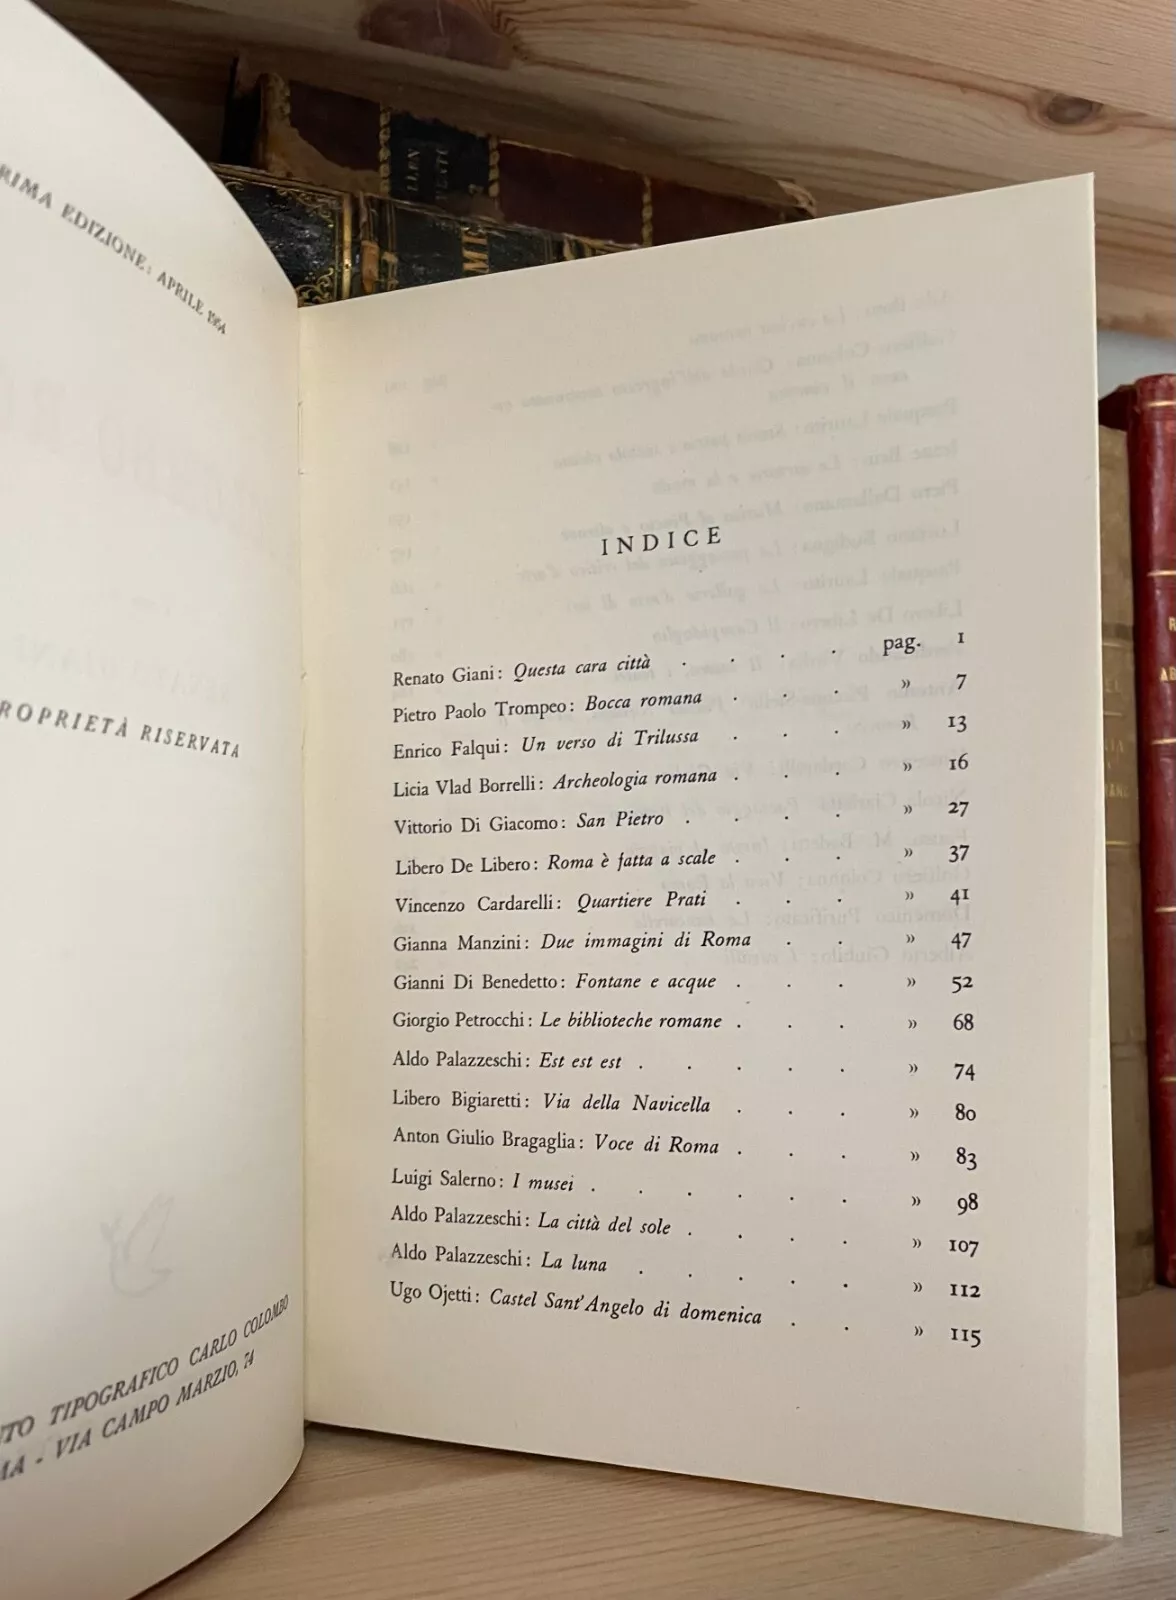 PRIMA EDIZIONE: APRILE 1954
PROPRIETÀ RISERVATA
TIPOGRAFICO CARLO COLOMBO
- VIA CAMPO MARZIO, 74
INDICE
Renato Giani: Questa cara città . . . . pag. 1
Pietro Paolo Trompeo: Bocca romana . . . » 7
Enrico Falqui: Un verso di Trilussa . . . » 13
Licia Vlad Borrelli: Archeologia romana . . . » 16
Vittorio Di Giacomo: San Pietro . . . . » 27
Libero De Libero: Roma è fatta a scale . . . » 37
Vincenzo Cardarelli: Quartiere Prati . . . » 41
Gianna Manzini: Due immagini di Roma . . » 47
Gianni Di Benedetto: Fontane e acque . . . » 52
Giorgio Petrocchi: Le biblioteche romane . . . » 68
Aldo Palazzeschi: Est est est . . . . . » 74
Libero Bigiaretti: Via della Navicella . . . » 80
Anton Giulio Bragaglia: Voce di Roma . . . » 83
Luigi Salerno: I musei . . . . . . » 98
Aldo Palazzeschi: La città del sole . . . . » 107
Aldo Palazzeschi: La luna . . . . . » 112
Ugo Ojetti: Castel Sant'Angelo di domenica . . » 115